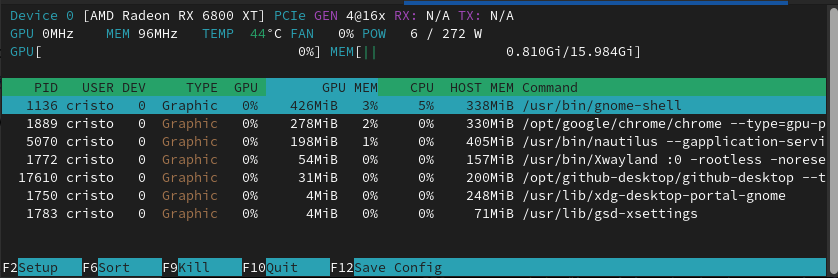 Device 0 [AMD Radeon RX 6800 XT] PCIe GEN 4@16x RX: N/A TX: N/A
GPU 0MHz MEM 96MHz TEMP 44°C FAN 0% POW 6 / 272 W
GPU[ 0%] MEM[|| 0.810Gi/15.984Gi]
PID USER DEV TYPE GPU GPU MEM CPU HOST MEM Command
1136 cristo 0 Graphic 0% 426MiB 3% 5% 338MiB /usr/bin/gnome-shell
1889 cristo 0 Graphic 0% 278MiB 2% 0% 330MiB /opt/google/chrome/chrome --type=gpu-p
5070 cristo 0 Graphic 0% 198MiB 1% 0% 405MiB /usr/bin/nautilus --gapplication-servi
1772 cristo 0 Graphic 0% 54MiB 0% 0% 157MiB /usr/bin/Xwayland :0 -rootless -norese
17610 cristo 0 Graphic 0% 31MiB 0% 0% 200MiB /opt/github-desktop/github-desktop --t
1750 cristo 0 Graphic 0% 4MiB 0% 0% 248MiB /usr/lib/xdg-desktop-portal-gnome
1783 cristo 0 Graphic 0% 4MiB 0% 0% 71MiB /usr/lib/gsd-xsettings
F2Setup F6Sort F9Kill F10Quit F12Save Config